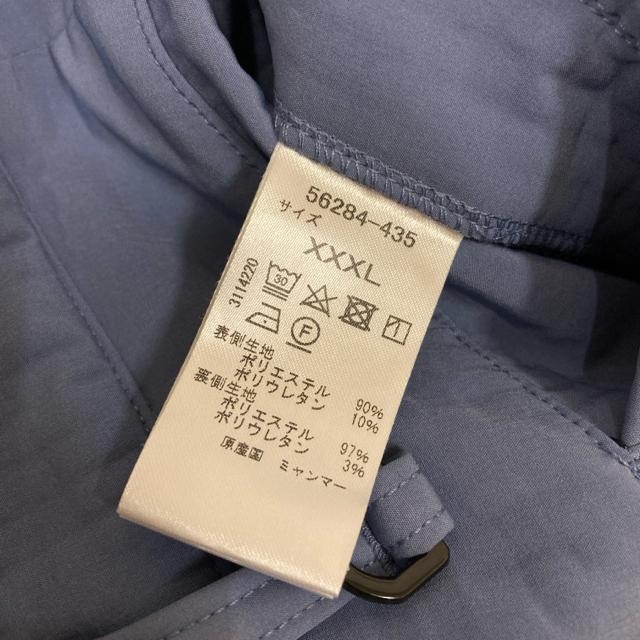 56284-435
サイズ
XXXL
3114220
30
F
表側生地
ポリエステル 90%
ポリウレタン 10%
裏側生地
ポリエステル 97%
ポリウレタン 3%
原産国 ミャンマー